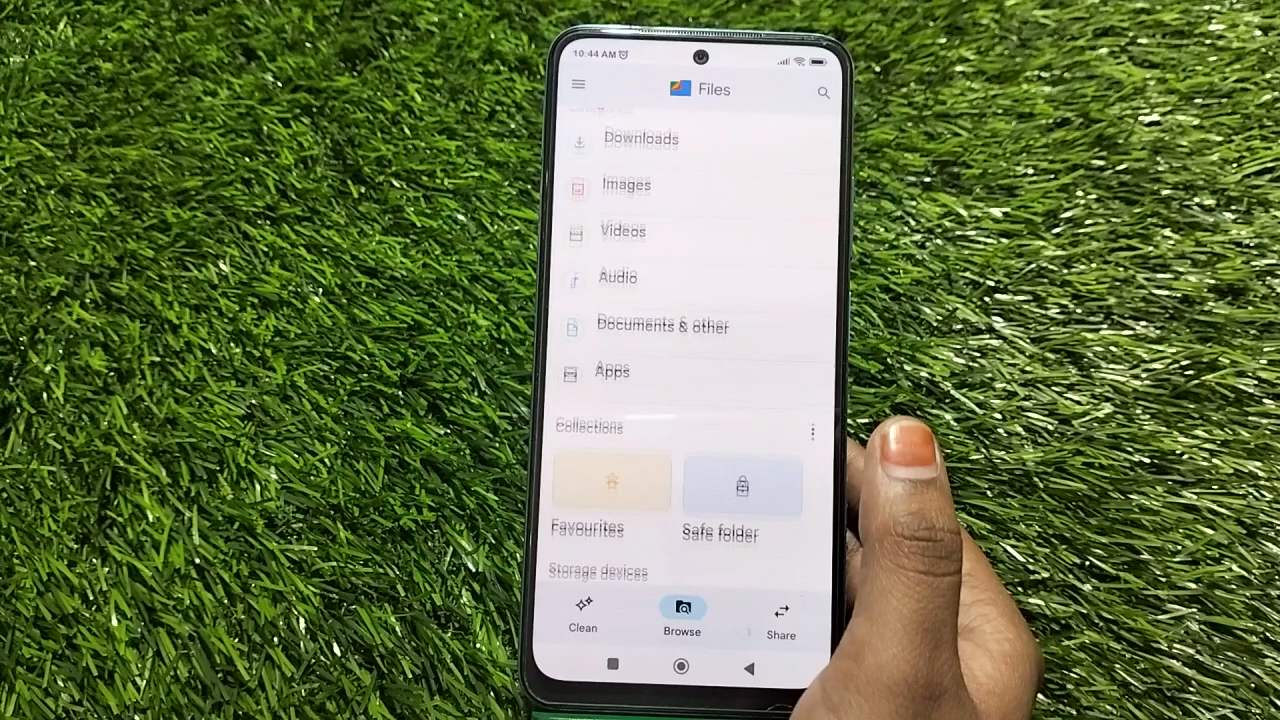 10:44 AM
Files
Downloads
Images
Videos
Audio
Documents & other
Apps
Collections
Favourites
Safe folder
Storage devices
Clean
Browse
Share